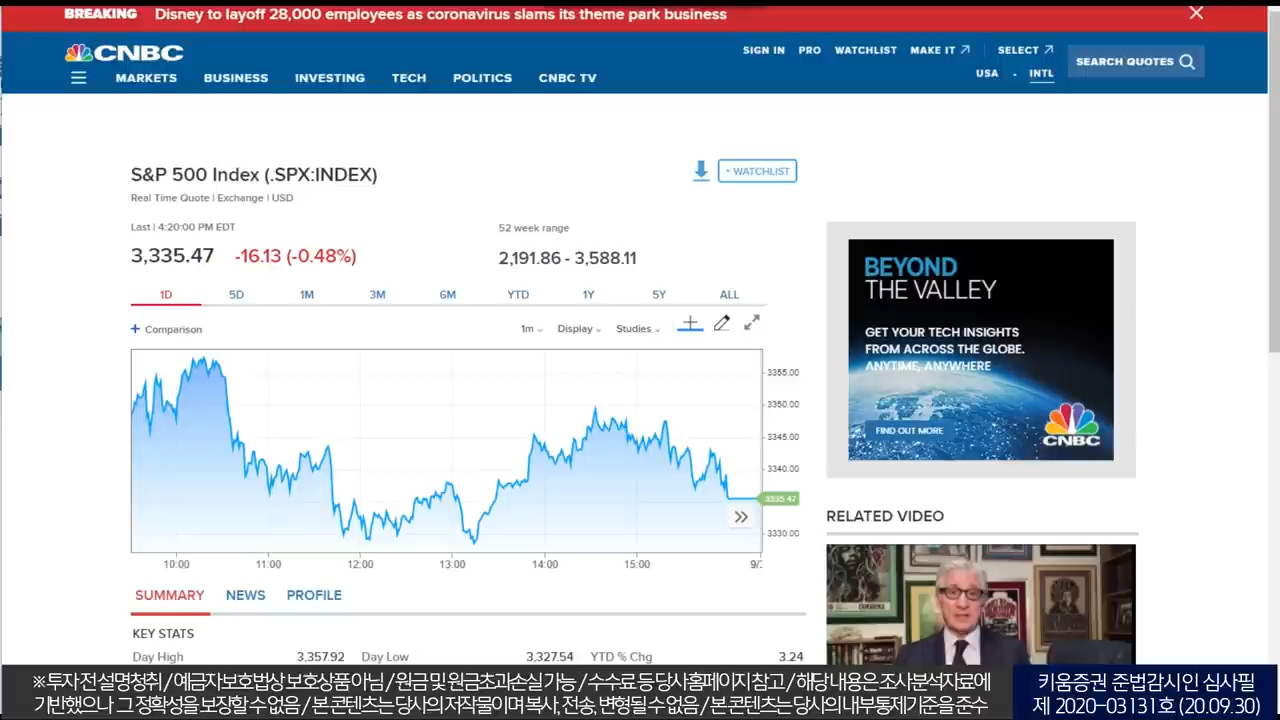 BREAKING Disney to layoff 28,000 employees as coronavirus slams its theme park business
CNBC
SIGN IN PRO WATCHLIST MAKE IT SELECT
USA · INTL
SEARCH QUOTES
MARKETS BUSINESS INVESTING TECH POLITICS CNBC TV
S&P 500 Index (.SPX:INDEX)
+ WATCHLIST
Real Time Quote | Exchange | USD
Last | 4:20:00 PM EDT
52 week range
3,335.47 -16.13 (-0.48%)
2,191.86 - 3,588.11
1D 5D 1M 3M 6M YTD 1Y 5Y ALL
+ Comparison
1m Display Studies
3355.00
3350.00
3345.00
3340.00
3335.47
3330.00
10:00 11:00 12:00 13:00 14:00 15:00 9/
SUMMARY NEWS PROFILE
KEY STATS
Day High 3,357.92 Day Low 3,327.54 YTD % Chg 3.24
BEYOND
THE VALLEY
GET YOUR TECH INSIGHTS
FROM ACROSS THE GLOBE.
ANYTIME, ANYWHERE
FIND OUT MORE
CNBC
RELATED VIDEO
※투자 전 설명청취 / 예금자보호법상 보호상품 아님 / 원금 및 원금초과손실 가능 / 수수료 등 당사홈페이지 참고 / 해당 내용은 조사분석자료에
기반했으나 그 정확성을 보장할 수 없음 / 본 콘텐츠는 당사의 저작물이며 복사, 전송, 변형될 수 없음 / 본 콘텐츠는 당사의 내부통제기준을 준수
키움증권 준법감시인 심사필
제 2020-03131호 (20.09.30)